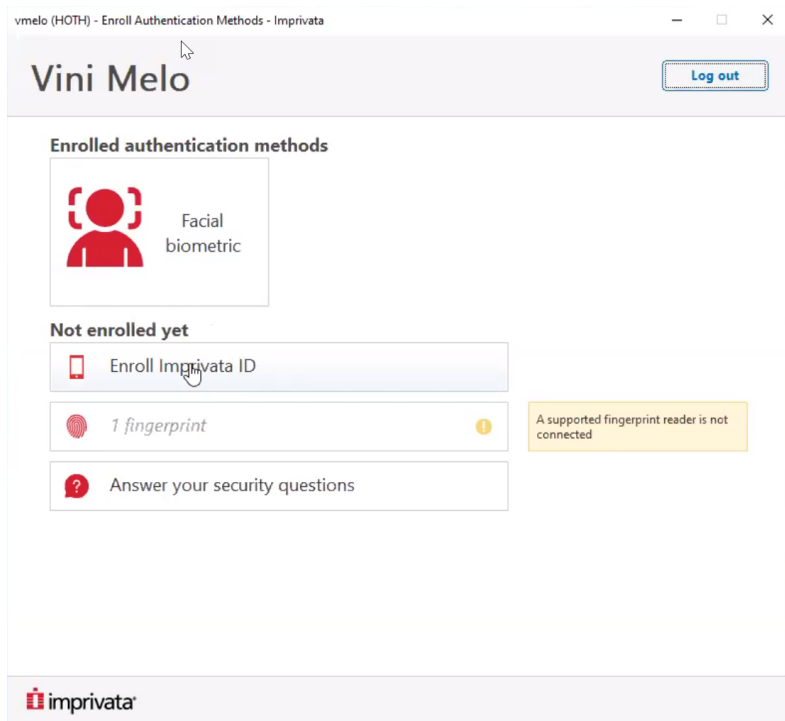 vmelo (HOTH) - Enroll Authentication Methods - Imprivata
Vini Melo
Log out
Enrolled authentication methods
Facial
biometric
Not enrolled yet
Enroll Imprivata ID
1 fingerprint
A supported fingerprint reader is not
connected
Answer your security questions
imprivata